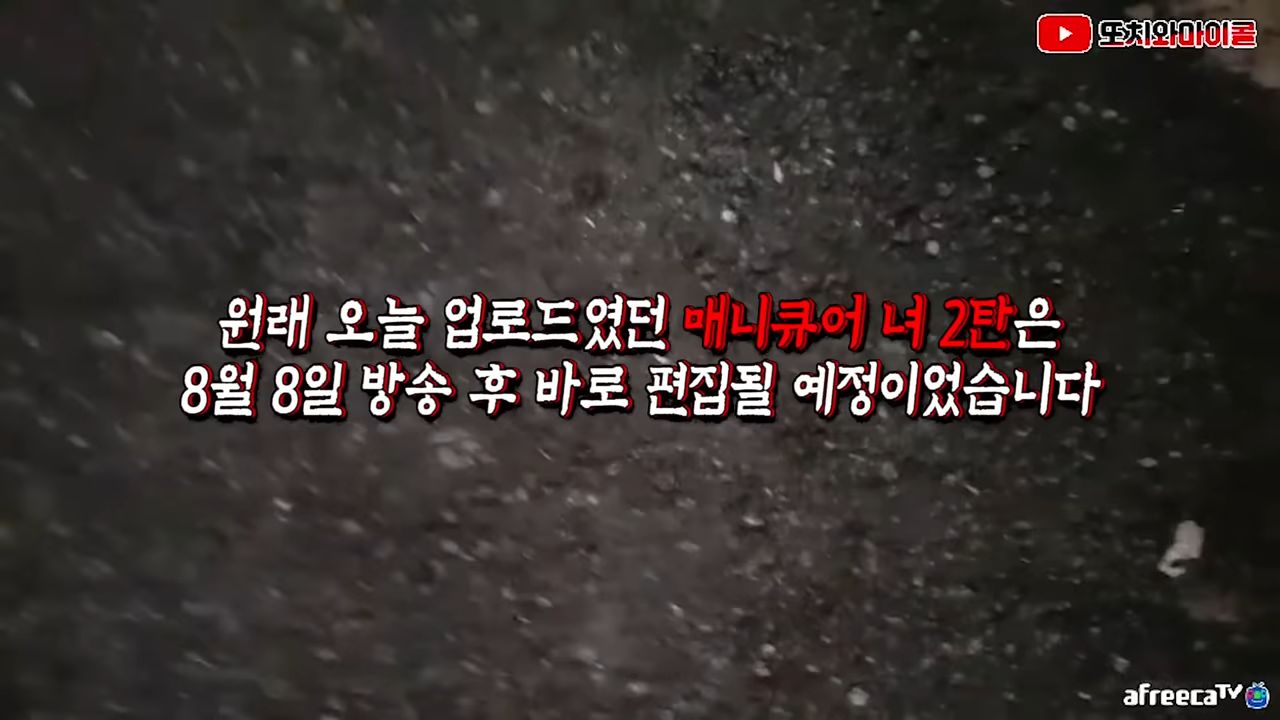 또치와마이콜
원래 오늘 업로드였던 매니큐어 녀 2탄은
8월 8일 방송 후 바로 편집될 예정이었습니다
afreecaTV